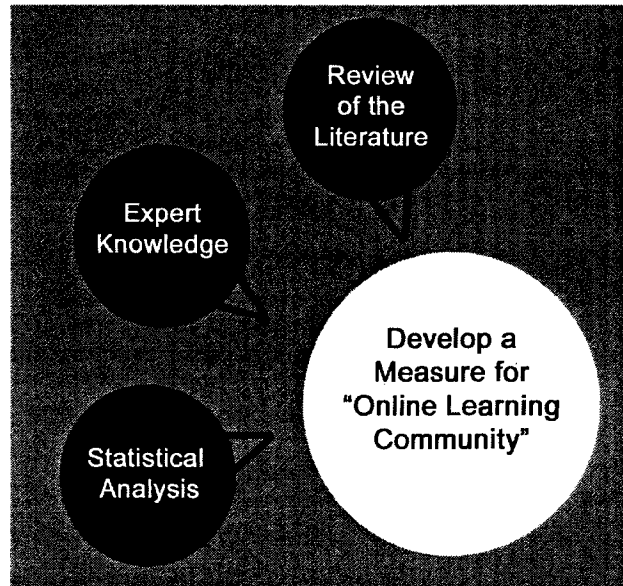 Review
of the
Literature
Expert
Knowledge
Statistical
Analysis
Develop a
Measure for
“Online Learning
Community”